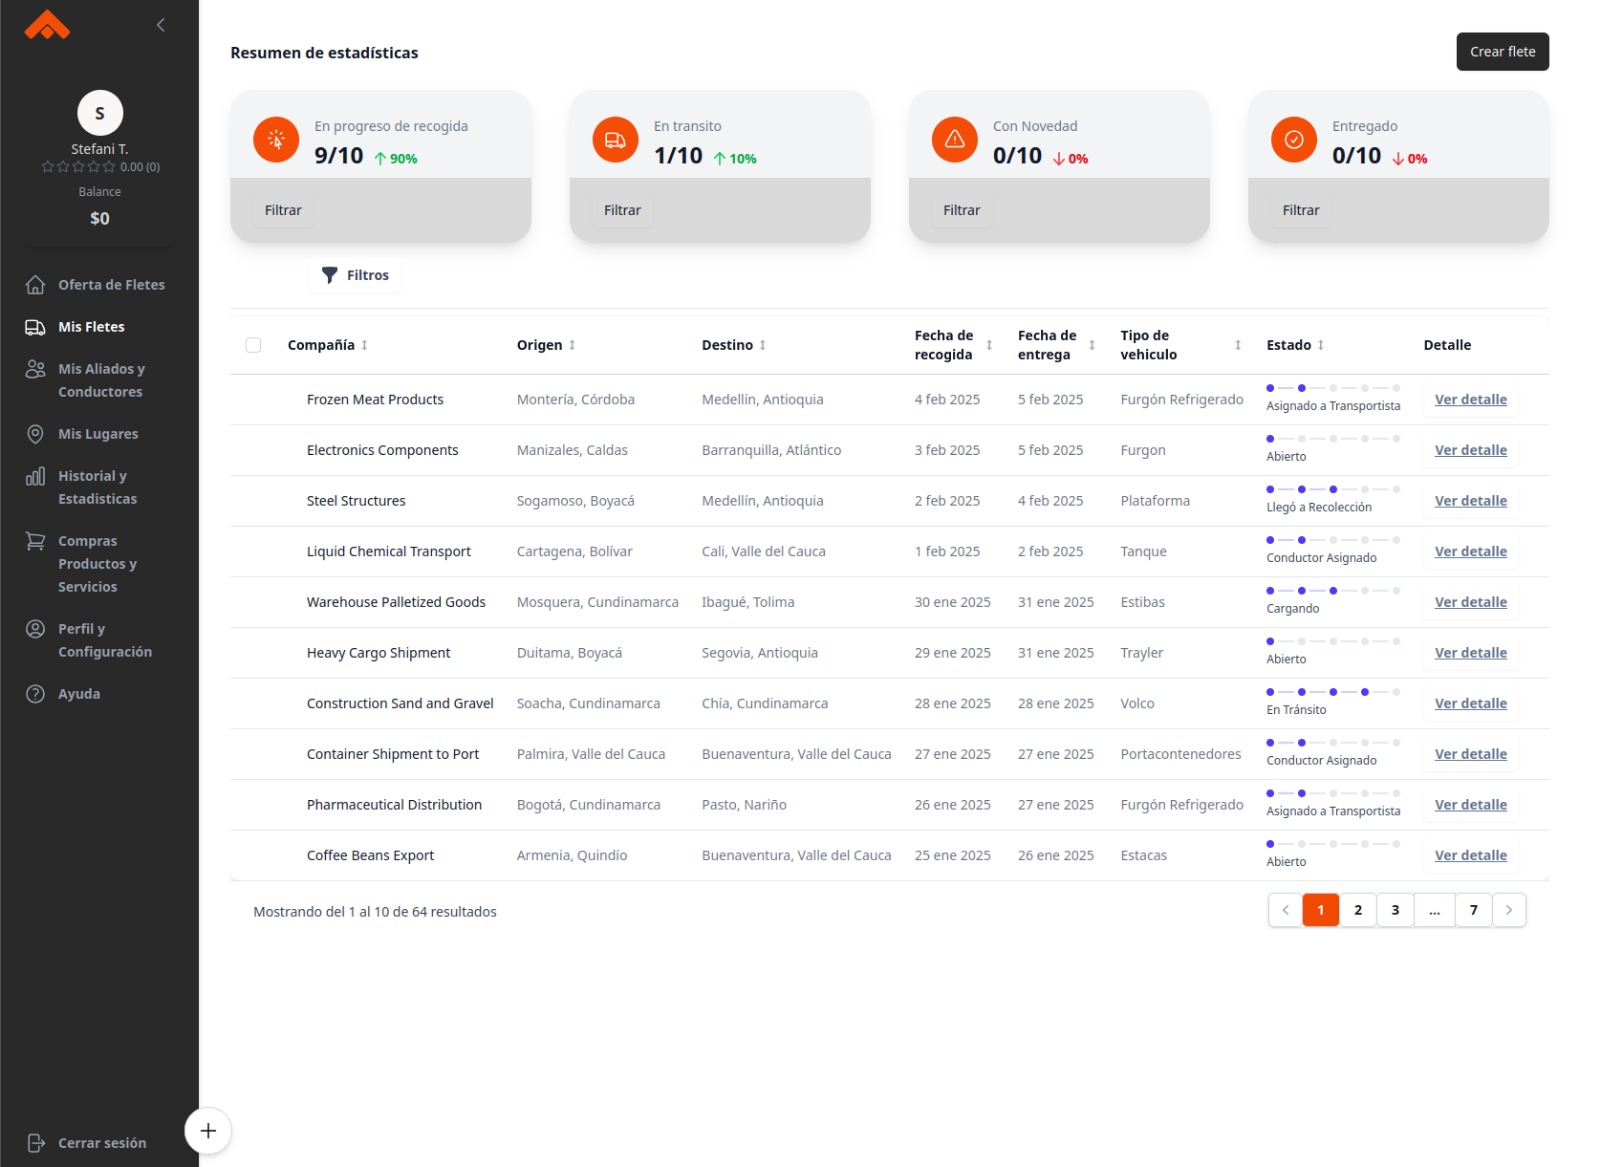 S
Stefani T.
0.00 (0)
Balance
$0
Oferta de Fletes
Mis Fletes
Mis Aliados y
Conductores
Mis Lugares
Historial y
Estadisticas
Compras
Productos y
Servicios
Perfil y
Configuración
Ayuda
Cerrar sesión
Resumen de estadísticas
Crear flete
En progreso de recogida
9/10 90%
Filtrar
En transito
1/10 10%
Filtrar
Con Novedad
0/10 0%
Filtrar
Entregado
0/10 0%
Filtrar
Filtros
Compañía Origen Destino Fecha de recogida Fecha de entrega Tipo de vehiculo Estado Detalle
Frozen Meat Products Montería, Córdoba Medellín, Antioquia 4 feb 2025 5 feb 2025 Furgón Refrigerado Asignado a Transportista Ver detalle
Electronics Components Manizales, Caldas Barranquilla, Atlántico 3 feb 2025 5 feb 2025 Furgon Abierto Ver detalle
Steel Structures Sogamoso, Boyacá Medellín, Antioquia 2 feb 2025 4 feb 2025 Plataforma Llegó a Recolección Ver detalle
Liquid Chemical Transport Cartagena, Bolívar Cali, Valle del Cauca 1 feb 2025 2 feb 2025 Tanque Conductor Asignado Ver detalle
Warehouse Palletized Goods Mosquera, Cundinamarca Ibagué, Tolima 30 ene 2025 31 ene 2025 Estibas Cargando Ver detalle
Heavy Cargo Shipment Duitama, Boyacá Segovia, Antioquia 29 ene 2025 31 ene 2025 Trayler Abierto Ver detalle
Construction Sand and Gravel Soacha, Cundinamarca Chía, Cundinamarca 28 ene 2025 28 ene 2025 Volco En Tránsito Ver detalle
Container Shipment to Port Palmira, Valle del Cauca Buenaventura, Valle del Cauca 27 ene 2025 27 ene 2025 Portacontenedores Conductor Asignado Ver detalle
Pharmaceutical Distribution Bogotá, Cundinamarca Pasto, Nariño 26 ene 2025 27 ene 2025 Furgón Refrigerado Asignado a Transportista Ver detalle
Coffee Beans Export Armenia, Quindío Buenaventura, Valle del Cauca 25 ene 2025 26 ene 2025 Estacas Abierto Ver detalle
Mostrando del 1 al 10 de 64 resultados
1 2 3 ... 7